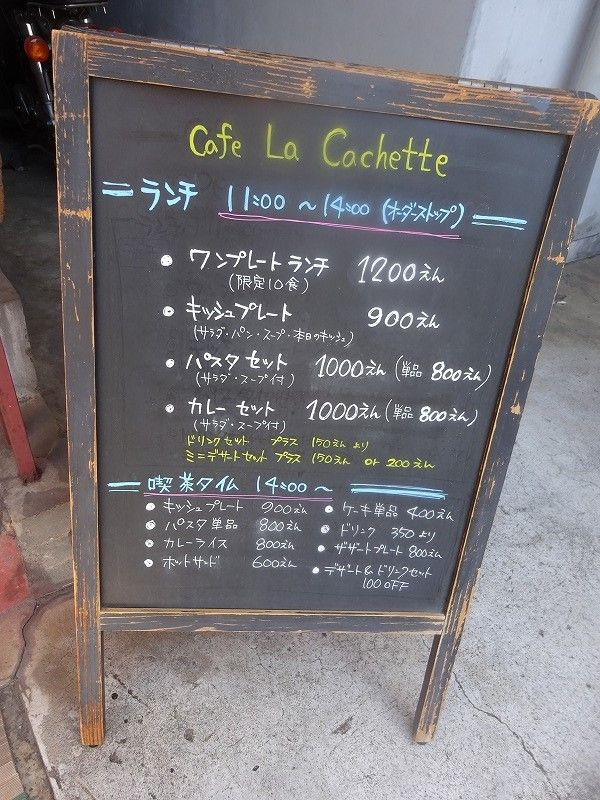 Cafe La Cachette
ランチ 11:00 ～ 14:00 (オーダーストップ)
• ワンプレートランチ 1200えん
(限定10食)
• キッシュプレート 900えん
(サラダ・パン・スープ・本日のキッシュ)
• パスタセット 1000えん (単品 800えん)
(サラダ・スープ付)
• カレーセット 1000えん (単品 800えん)
(サラダ・スープ付)
ドリンクセット プラス 150えんより
ミニデザートセット プラス 150えん or 200えん
喫茶タイム 14:00 ～
• キッシュプレート 900えん
• パスタ単品 800えん
• カレーライス 800えん
• ホットサンド 600えん
• ケーキ単品 400えん
• ドリンク 350より
• デザートプレート 800えん
• デザート&ドリンクセット
100OFF